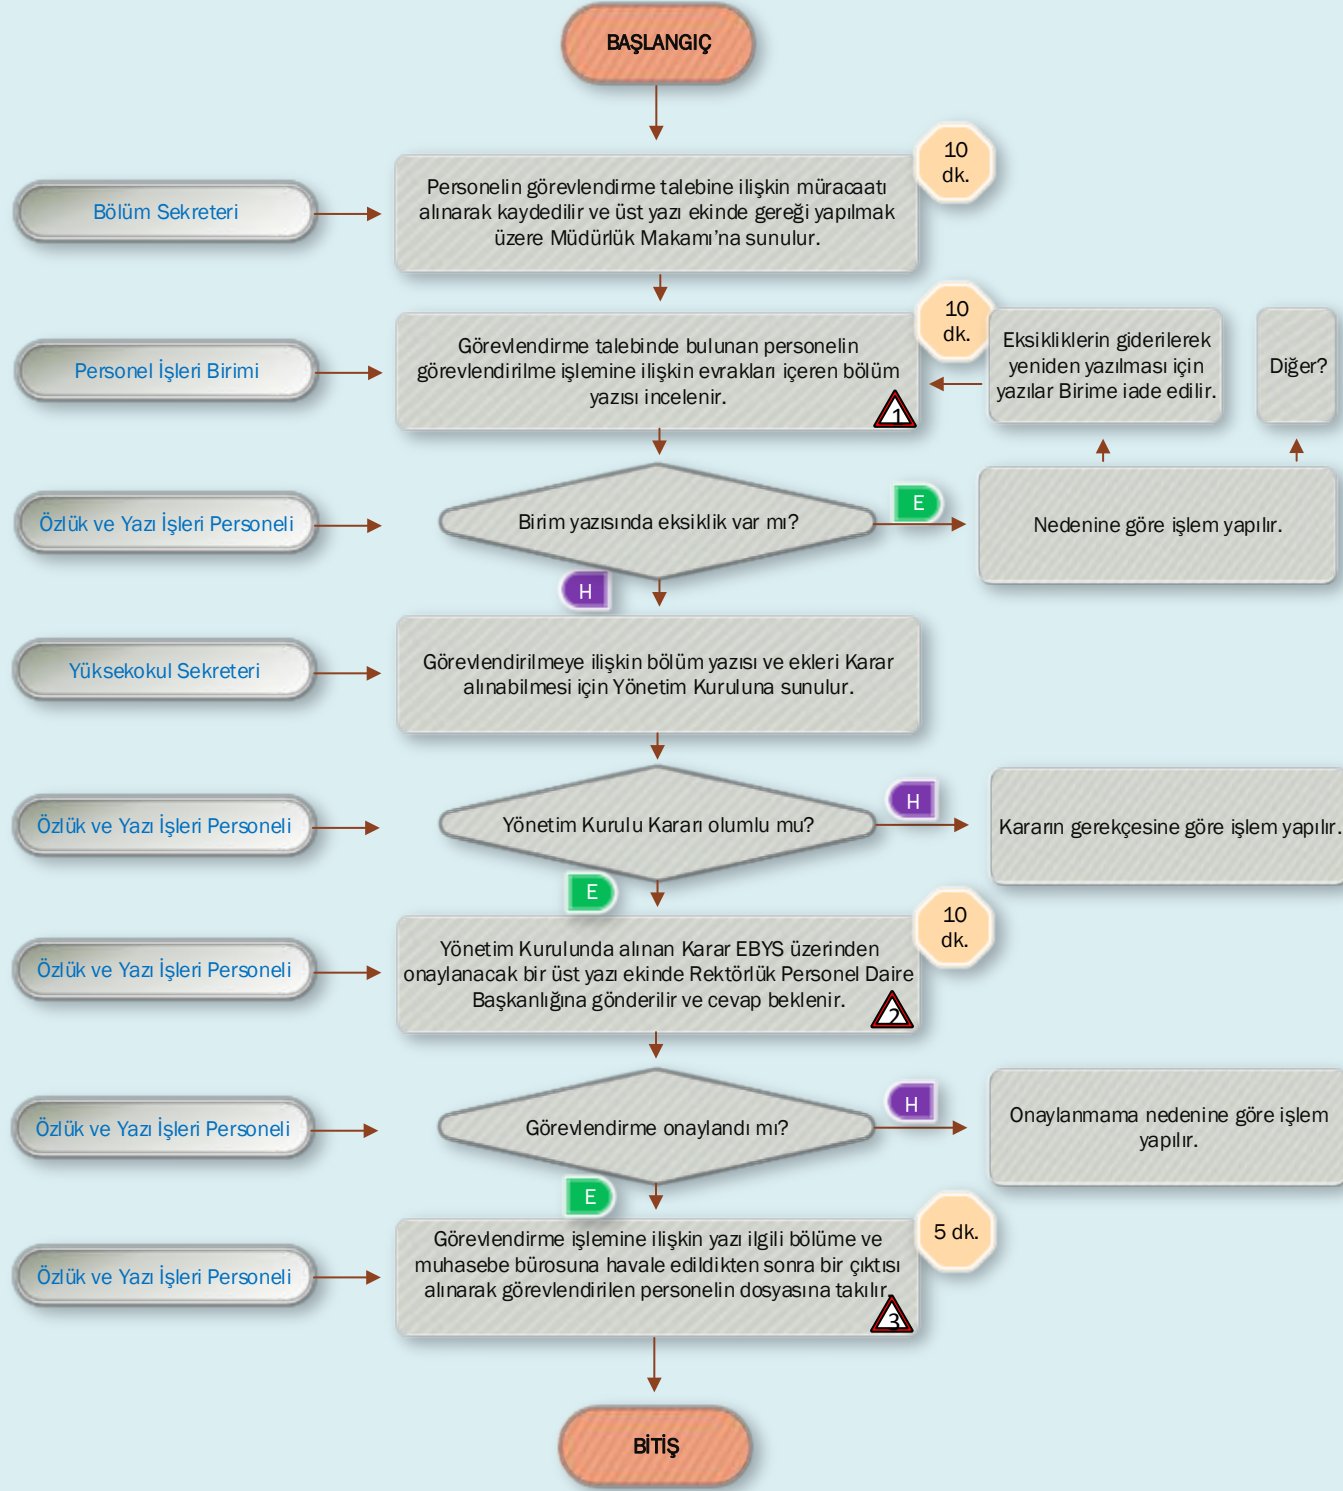 BAŞLANGIÇ
10
dk.
Bölüm Sekreteri
Personelin görevlendirme talebine ilişkin müracaatı
alınarak kaydedilir ve üst yazı ekinde gereği yapılmak
üzere Müdürlük Makamı’na sunulur.
10
dk.
Personel İşleri Birimi
Görevlendirme talebinde bulunan personelin
görevlendirilme işlemine ilişkin evrakları içeren bölüm
yazısı incelenir.
1
Eksikliklerin giderilerek
yeniden yazılması için
yazılar Birime iade edilir.
Diğer?
Özlük ve Yazı İşleri Personeli
Birim yazısında eksiklik var mı?
E
Nedenine göre işlem yapılır.
H
Yüksekokul Sekreteri
Görevlendirilmeye ilişkin bölüm yazısı ve ekleri Karar
alınabilmesi için Yönetim Kuruluna sunulur.
Özlük ve Yazı İşleri Personeli
Yönetim Kurulu Kararı olumlu mu?
H
Kararın gerekçesine göre işlem yapılır.
E
10
dk.
Özlük ve Yazı İşleri Personeli
Yönetim Kurulunda alınan Karar EBYS üzerinden
onaylanacak bir üst yazı ekinde Rektörlük Personel Daire
Başkanlığına gönderilir ve cevap beklenir.
2
Özlük ve Yazı İşleri Personeli
Görevlendirme onaylandı mı?
H
Onaylanmama nedenine göre işlem
yapılır.
E
5 dk.
Özlük ve Yazı İşleri Personeli
Görevlendirme işlemine ilişkin yazı ilgili bölüme ve
muhasebe bürosuna havale edildikten sonra bir çıktısı
alınarak görevlendirilen personelin dosyasına takılır.
3
BİTİŞ